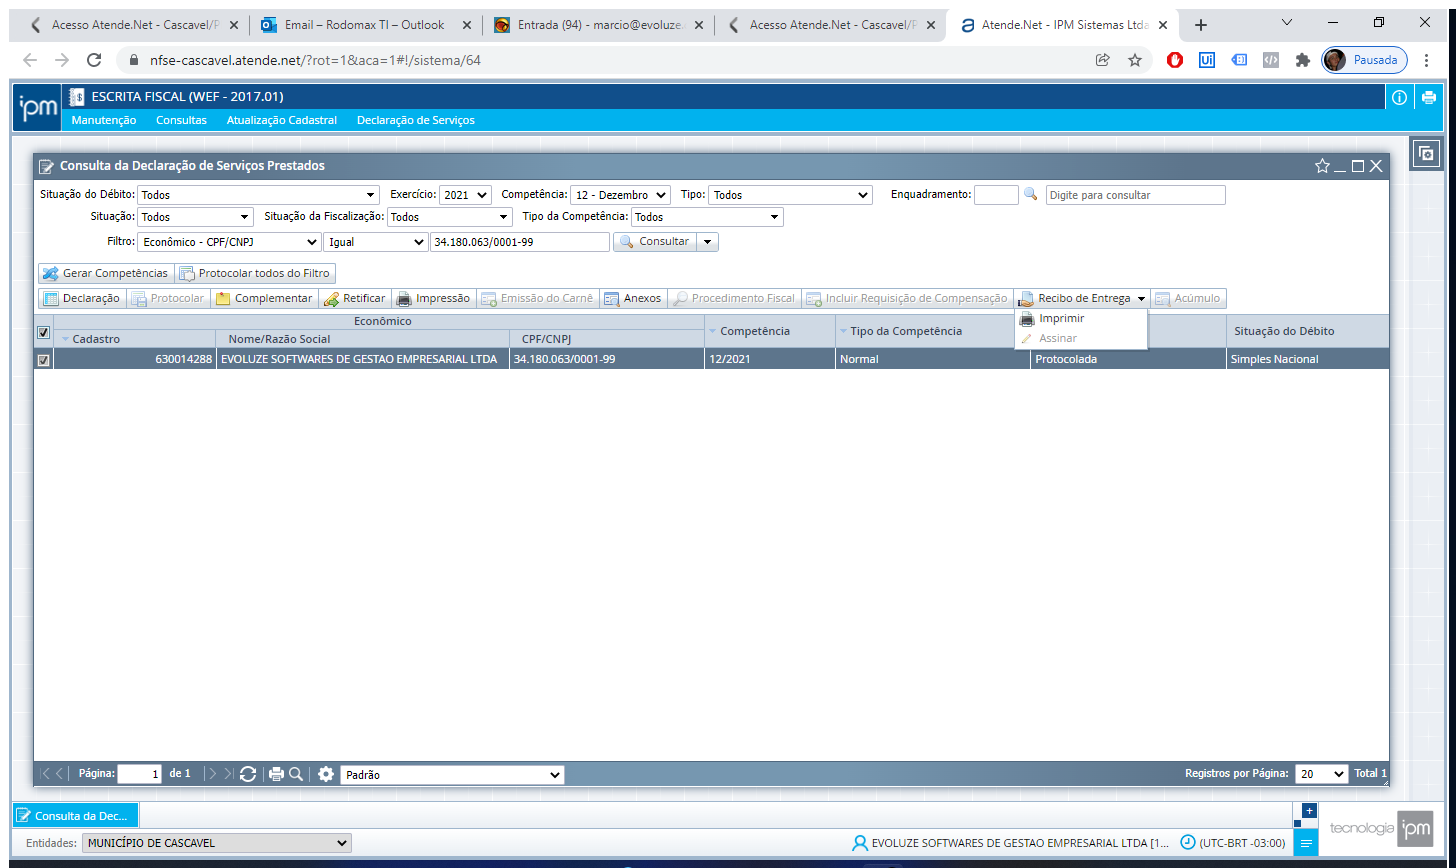 Acesso Atende.Net - Cascavel/P
Email – Rodomax TI – Outlook
Entrada (94) - marcio@evoluze.
Acesso Atende.Net - Cascavel/P
Atende.Net - IPM Sistemas Ltda
nfse-cascavel.atende.net/?rot=1&aca=1#!/sistema/64
Pausada
ipm
ESCRITA FISCAL (WEF - 2017.01)
Manutenção Consultas Atualização Cadastral Declaração de Serviços
Consulta da Declaração de Serviços Prestados
Situação do Débito: Todos Exercício: 2021 Competência: 12 - Dezembro Tipo: Todos Enquadramento: Digite para consultar
Situação: Todos Situação da Fiscalização: Todos Tipo da Competência: Todos
Filtro: Econômico - CPF/CNPJ Igual 34.180.063/0001-99 Consultar
Gerar Competências Protocolar todos do Filtro
Declaração Protocolar Complementar Retificar Impressão Emissão do Carnê Anexos Procedimento Fiscal Incluir Requisição de Compensação Recibo de Entrega Acúmulo
Imprimir
Assinar
Econômico
Cadastro Nome/Razão Social CPF/CNPJ Competência Tipo da Competência Situação do Débito
630014288 EVOLUZE SOFTWARES DE GESTAO EMPRESARIAL LTDA 34.180.063/0001-99 12/2021 Normal Protocolada Simples Nacional
Página: 1 de 1 Padrão Registros por Página: 20 Total 1
Consulta da Dec...
Entidades: MUNICÍPIO DE CASCAVEL EVOLUZE SOFTWARES DE GESTAO EMPRESARIAL LTDA [1... (UTC-BRT -03:00)
tecnologia ipm